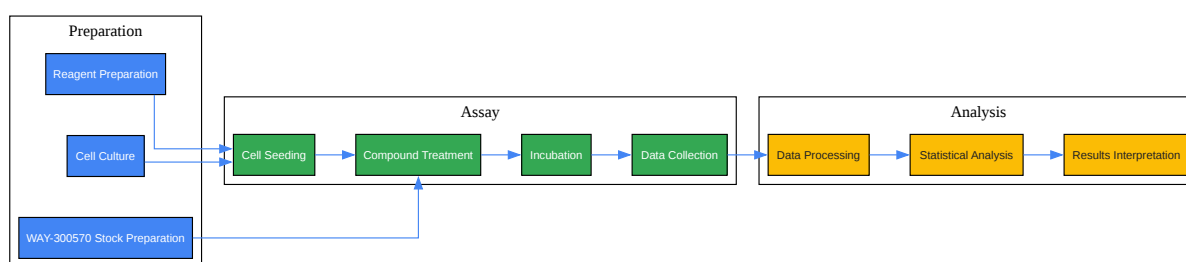 Preparation
Reagent Preparation
Cell Culture
WAY-300570 Stock Preparation
Assay
Cell Seeding
Compound Treatment
Incubation
Data Collection
Analysis
Data Processing
Statistical Analysis
Results Interpretation